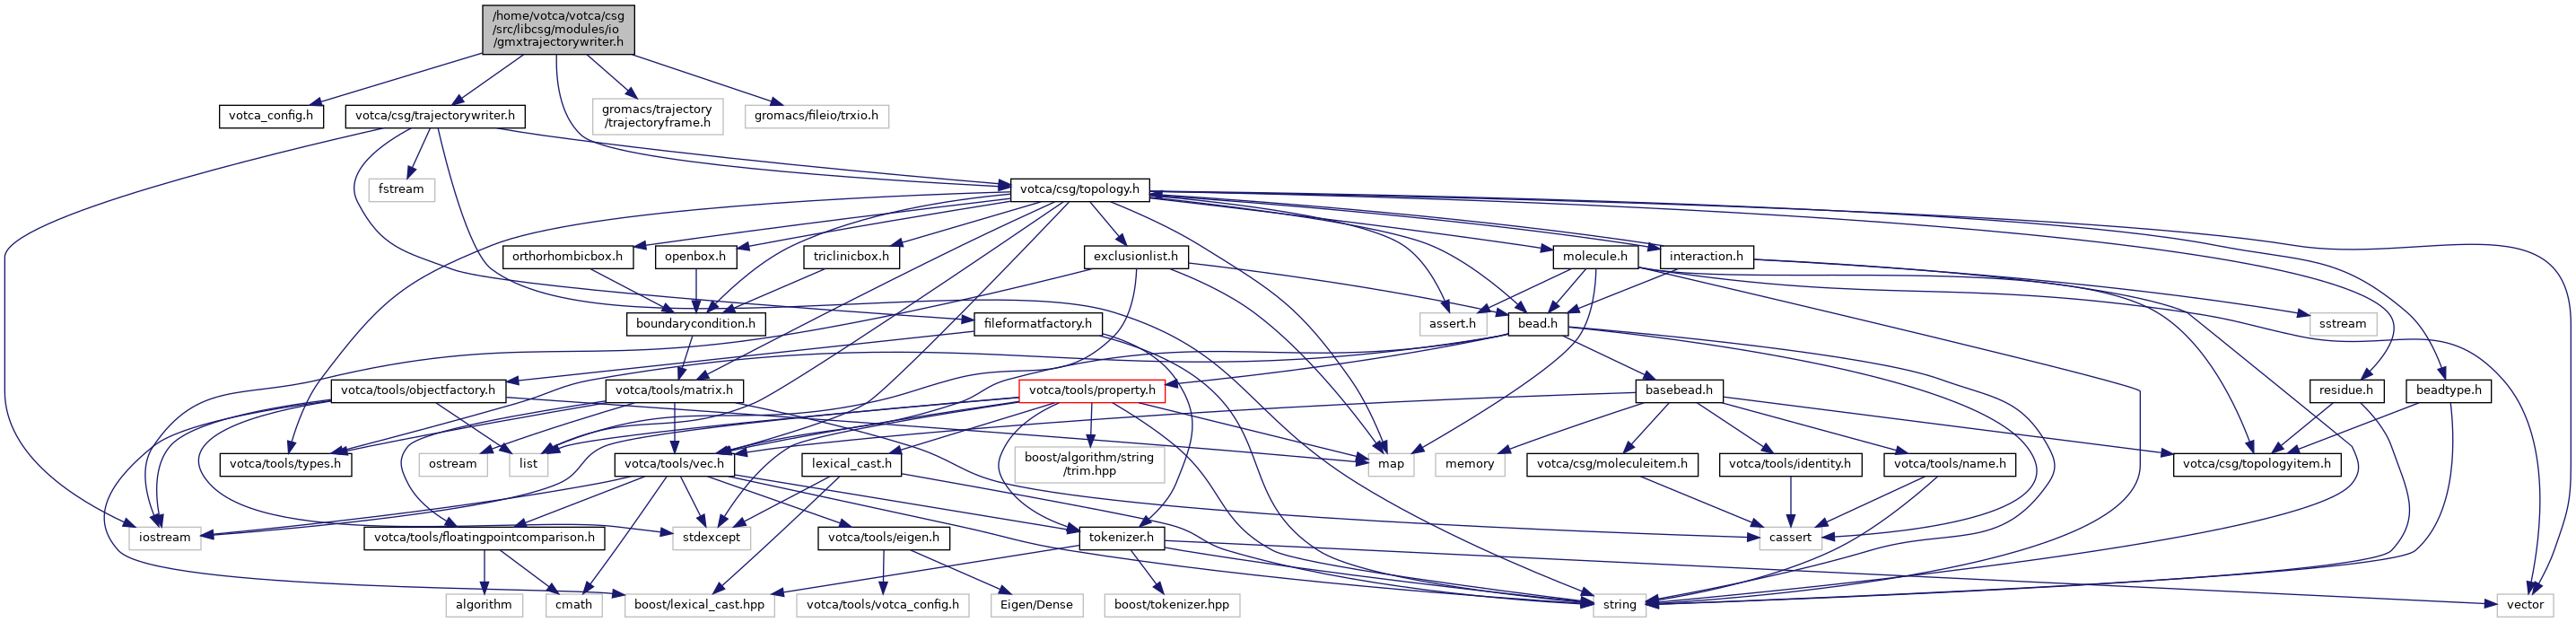 /home/votca/votca/csg
/src/libcsg/modules/io
/gmxtrajectorywriter.h
votca_config.h
votca/csg/trajectorywriter.h
gromacs/trajectory
/trajectoryframe.h
gromacs/fileio/trxio.h
fstream
votca/csg/topology.h
orthorhombicbox.h
openbox.h
triclinicbox.h
exclusionlist.h
molecule.h
interaction.h
boundarycondition.h
fileformatfactory.h
assert.h
bead.h
sstream
votca/tools/objectfactory.h
votca/tools/matrix.h
votca/tools/property.h
basebead.h
residue.h
beadtype.h
votca/tools/types.h
ostream
list
votca/tools/vec.h
lexical_cast.h
boost/algorithm/string
/trim.hpp
map
memory
votca/csg/moleculeitem.h
votca/tools/identity.h
votca/tools/name.h
votca/csg/topologyitem.h
iostream
votca/tools/floatingpointcomparison.h
stdexcept
votca/tools/eigen.h
tokenizer.h
cassert
algorithm
cmath
boost/lexical_cast.hpp
votca/tools/votca_config.h
Eigen/Dense
boost/tokenizer.hpp
string
vector